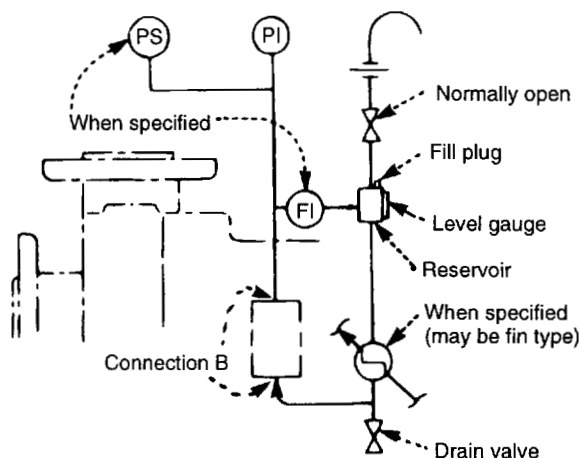 PS
PI
Normally open
When specified
Fill plug
FI
Level gauge
Reservoir
When specified
(may be fin type)
Connection B
Drain valve